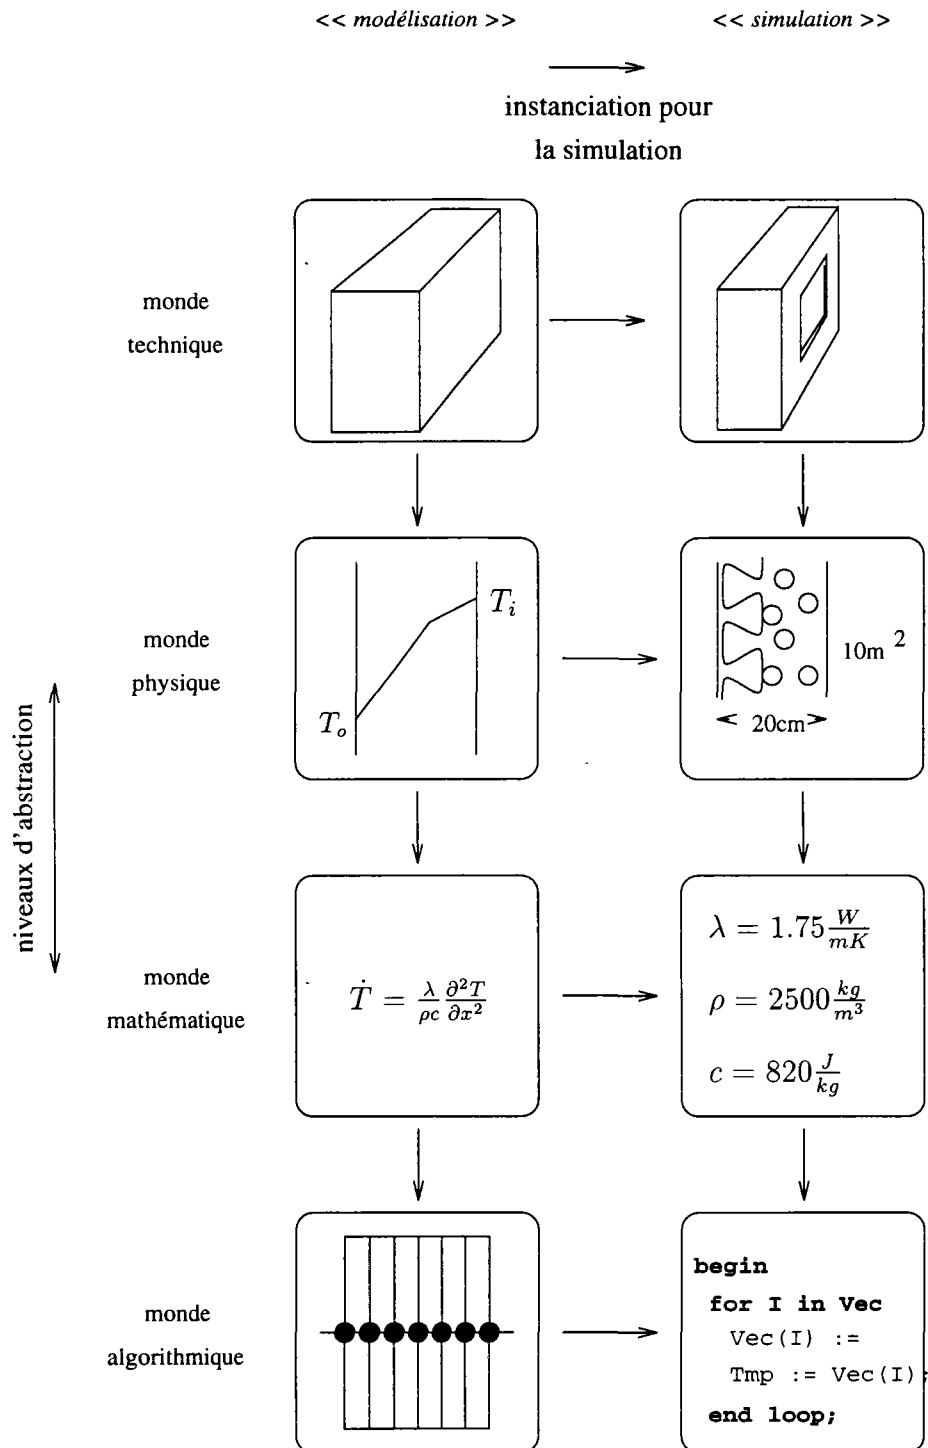 << modélisation >> << simulation >>
instanciation pour
la simulation
monde
technique
monde
physique
T_i
T_o
10m 2
20cm
niveaux d'abstraction
monde
mathématique
Ṫ = λ/ρc ∂²T/∂x²
λ = 1.75 W/mK
ρ = 2500 kg/m³
c = 820 J/kg
monde
algorithmique
begin
for I in Vec
Vec(I) :=
Tmp := Vec(I);
end loop;